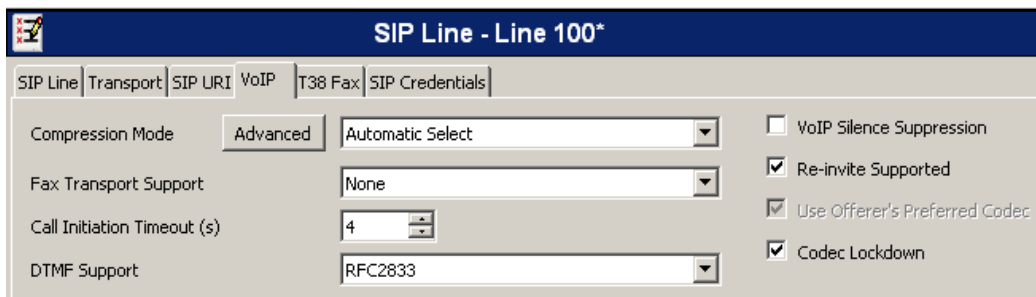 SIP Line - Line 100*
SIP Line Transport SIP URI VoIP T38 Fax SIP Credentials
Compression Mode Advanced Automatic Select VoIP Silence Suppression
Fax Transport Support None Re-invite Supported
Call Initiation Timeout (s) 4 Use Offerer's Preferred Codec
DTMF Support RFC2833 Codec Lockdown